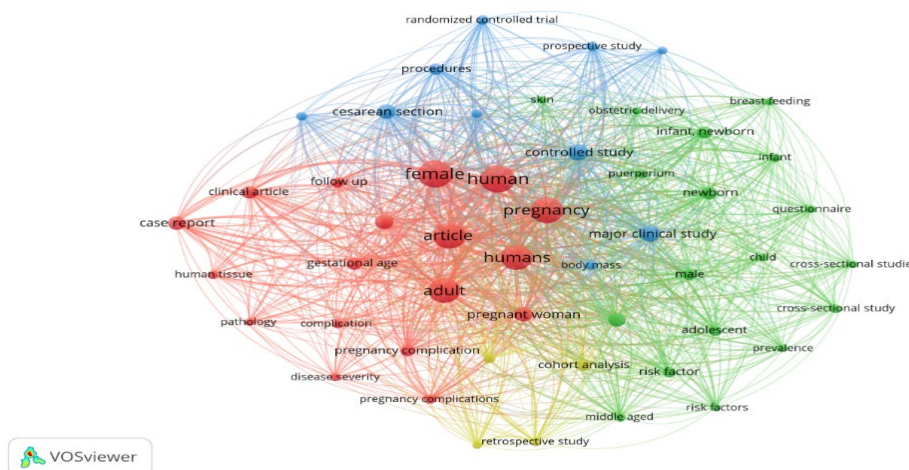 randomized controlled trial
prospective study
procedures
skin
breast feeding
cesarean section
obstetric delivery
infant, newborn
controlled study
infant
female
human
puerperium
follow up
clinical article
newborn
case report
pregnancy
questionnaire
article
major clinical study
humans
child
gestational age
body mass
cross-sectional studie
human tissue
male
adult
cross-sectional study
pregnant woman
pathology
complication
adolescent
prevalence
pregnancy complication
cohort analysis
risk factor
disease severity
pregnancy complications
risk factors
middle aged
retrospective study
VOSviewer